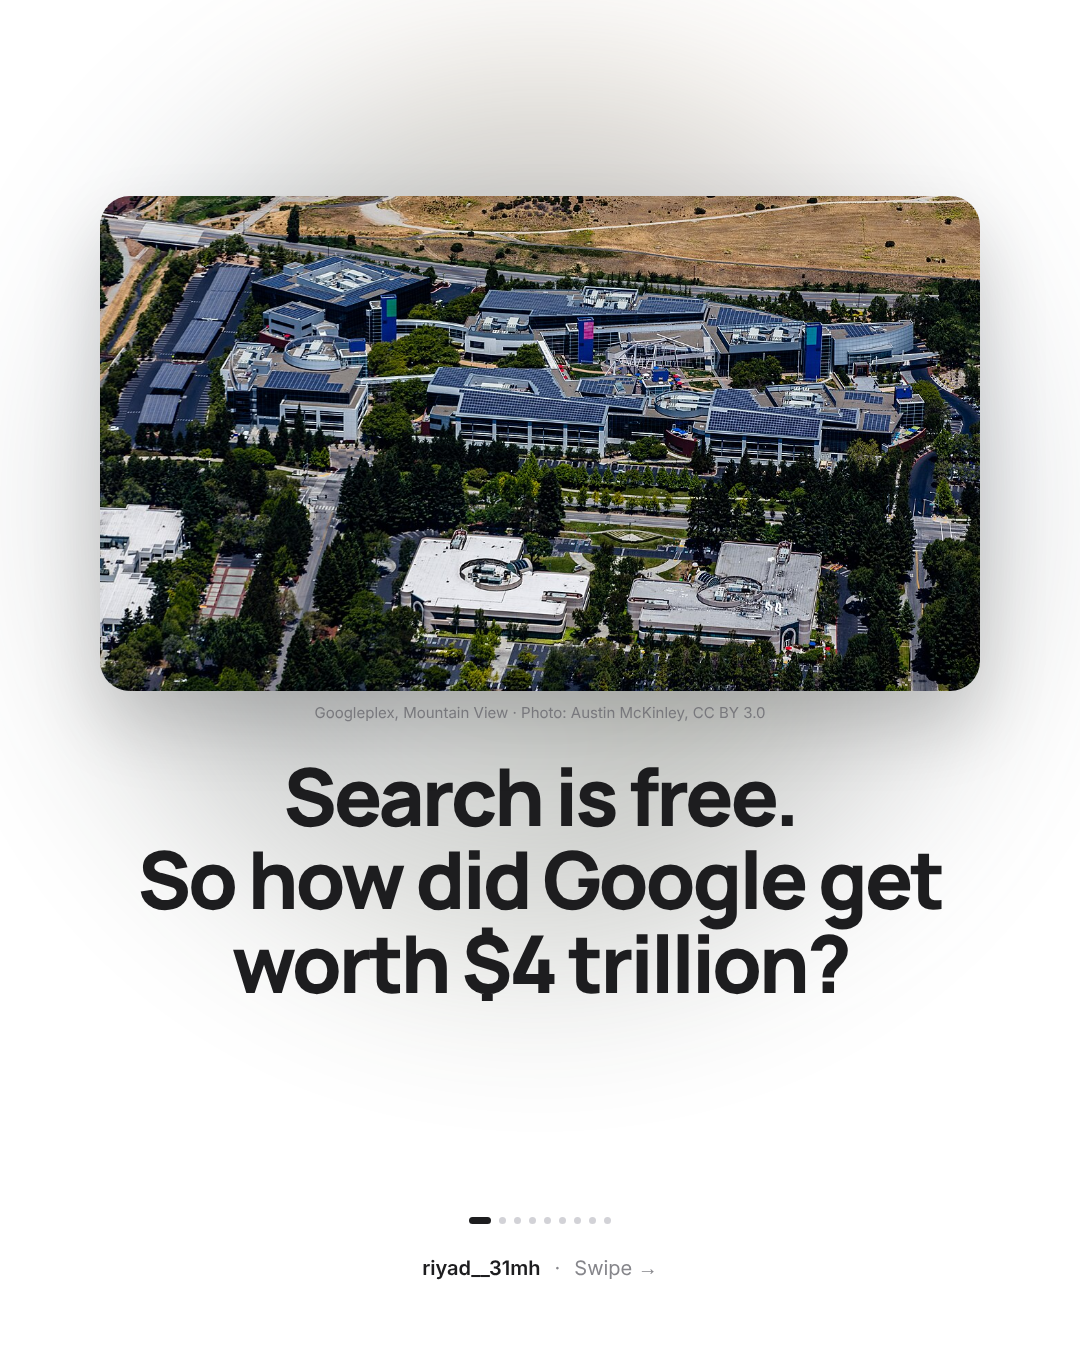 Googleplex, Mountain View · Photo: Austin McKinley, CC BY 3.0
Search is free.
So how did Google get
worth $4 trillion?
riyad__31mh · Swipe →